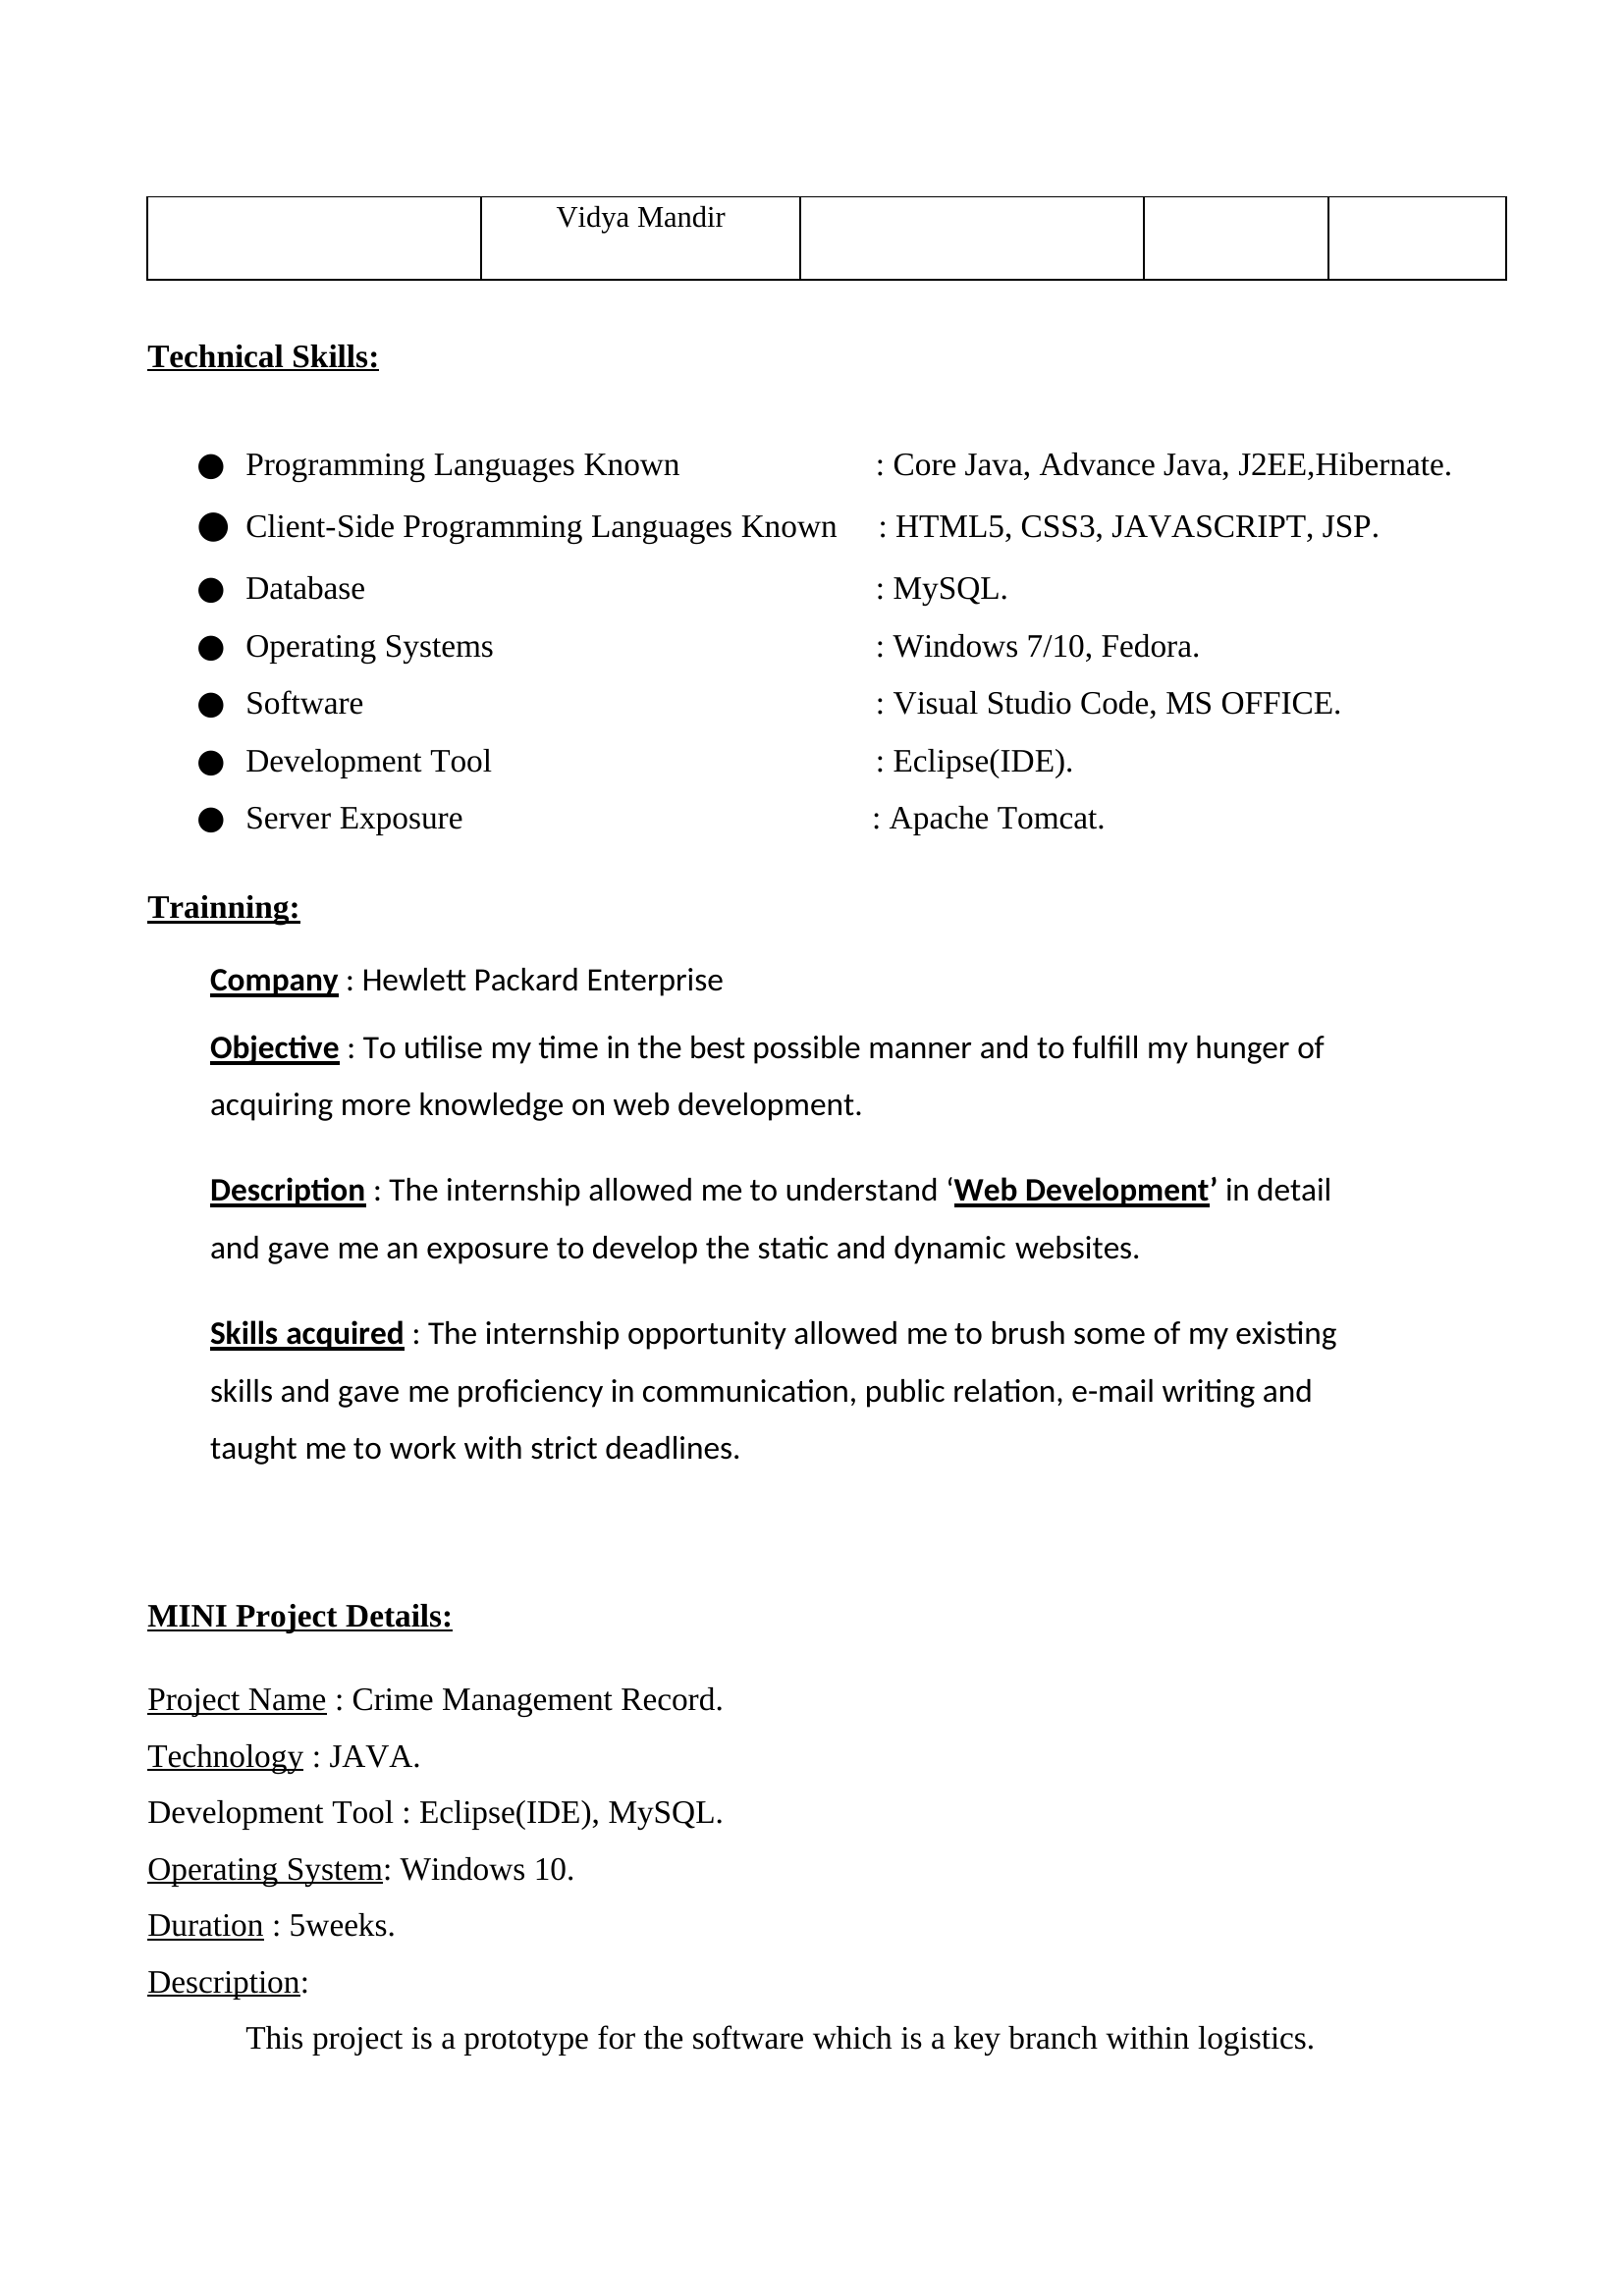 Vidya Mandir
Technical Skills:
● Programming Languages Known : Core Java, Advance Java, J2EE,Hibernate.
● Client-Side Programming Languages Known : HTML5, CSS3, JAVASCRIPT, JSP.
● Database : MySQL.
● Operating Systems : Windows 7/10, Fedora.
● Software : Visual Studio Code, MS OFFICE.
● Development Tool : Eclipse(IDE).
● Server Exposure : Apache Tomcat.
Trainning:
Company : Hewlett Packard Enterprise
Objective : To utilise my time in the best possible manner and to fulfill my hunger of
acquiring more knowledge on web development.
Description : The internship allowed me to understand ‘Web Development’ in detail
and gave me an exposure to develop the static and dynamic websites.
Skills acquired : The internship opportunity allowed me to brush some of my existing
skills and gave me proficiency in communication, public relation, e-mail writing and
taught me to work with strict deadlines.
MINI Project Details:
Project Name : Crime Management Record.
Technology : JAVA.
Development Tool : Eclipse(IDE), MySQL.
Operating System: Windows 10.
Duration : 5weeks.
Description:
This project is a prototype for the software which is a key branch within logistics.